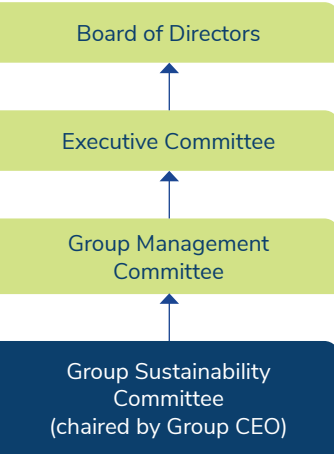 Board of Directors
Executive Committee
Group Management
Committee
Group Sustainability
Committee
(chaired by Group CEO)